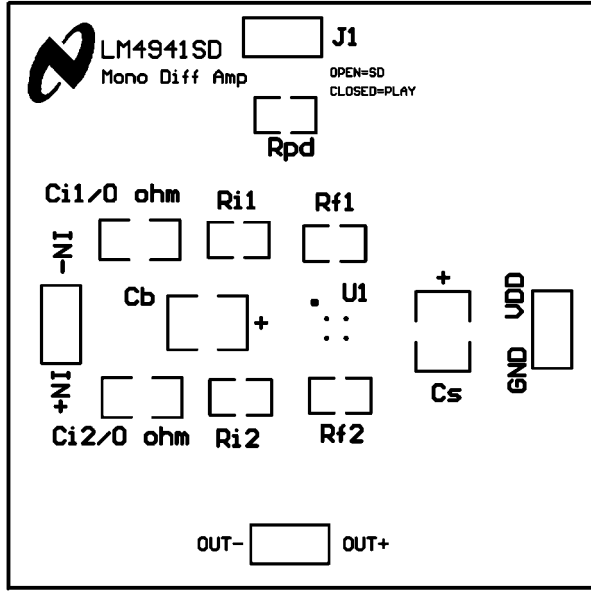 LM4941SD
Mono Diff Amp
J1
OPEN=SD
CLOSED=PLAY
Rpd
Ci1/0 ohm
Ri1
Rf1
IN-
Cb
+
U1
+
VDD
GND
IN+
Cs
Ci2/0 ohm
Ri2
Rf2
OUT-
OUT+